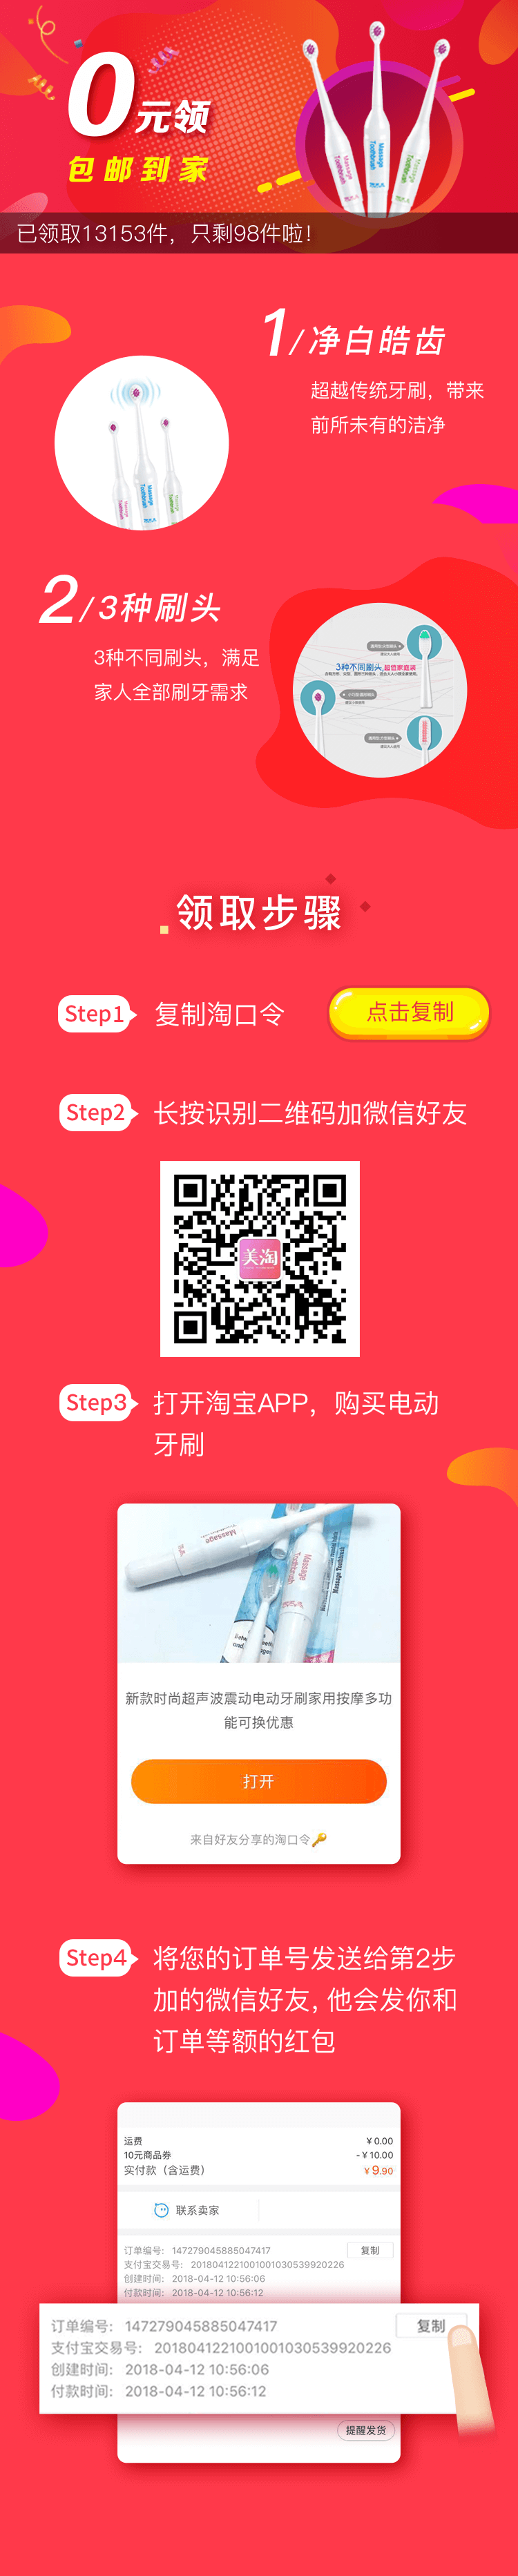 0元领
包邮到家
已领取13153件，只剩98件啦！
1/净白皓齿
超越传统牙刷，带来
前所未有的洁净
2/3种刷头
3种不同刷头，满足
家人全部刷牙需求
3种不同刷头,超值家庭装
领取步骤
Step1 复制淘口令 点击复制
Step2 长按识别二维码加微信好友
美淘
Step3 打开淘宝APP，购买电动
牙刷
Massage
Toothbrush
新款时尚超声波震动电动牙刷家用按摩多功
能可换优惠
打开
来自好友分享的淘口令
Step4 将您的订单号发送给第2步
加的微信好友, 他会发你和
订单等额的红包
运费 ￥0.00
10元商品券 -￥10.00
实付款（含运费） ￥9.90
联系卖家
订单编号: 147279045885047417 复制
支付宝交易号: 2018041221001001030539920226
创建时间: 2018-04-12 10:56:06
付款时间: 2018-04-12 10:56:12
订单编号: 147279045885047417 复制
支付宝交易号: 2018041221001001030539920226
创建时间: 2018-04-12 10:56:06
付款时间: 2018-04-12 10:56:12
提醒发货